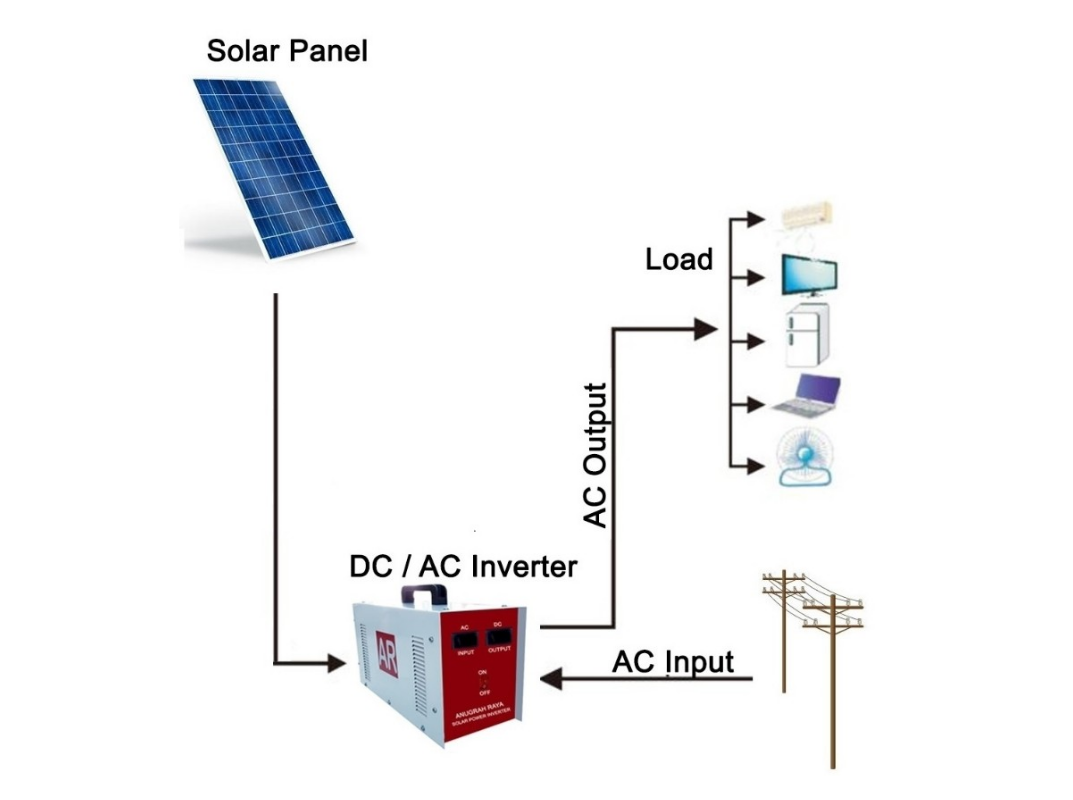 Solar Panel
Load
AC Output
DC / AC Inverter
AC
DC
INPUT
OUTPUT
ON
OFF
AR
ANUGRAH RAYA
SOLAR POWER INVERTER
AC Input